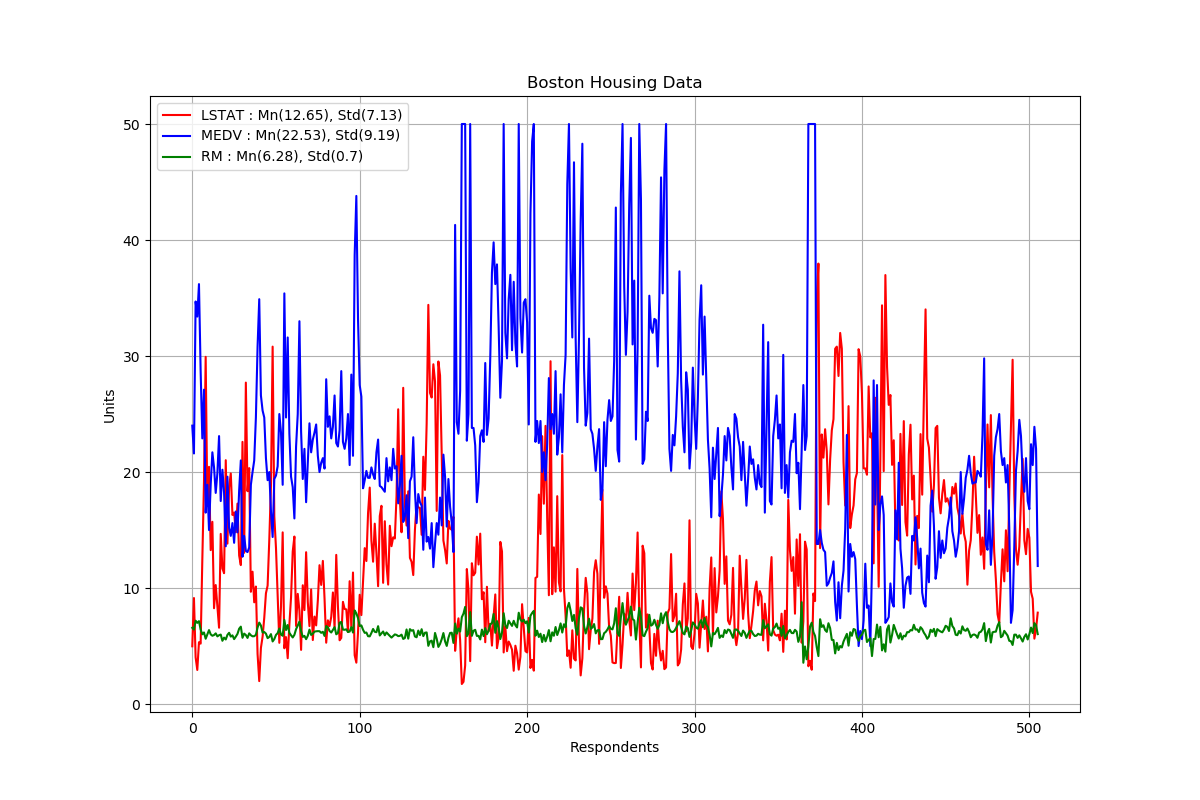 Boston Housing Data
LSTAT : Mn(12.65), Std(7.13)
MEDV : Mn(22.53), Std(9.19)
RM : Mn(6.28), Std(0.7)
Units
50
40
30
20
10
0
0 100 200 300 400 500
Respondents